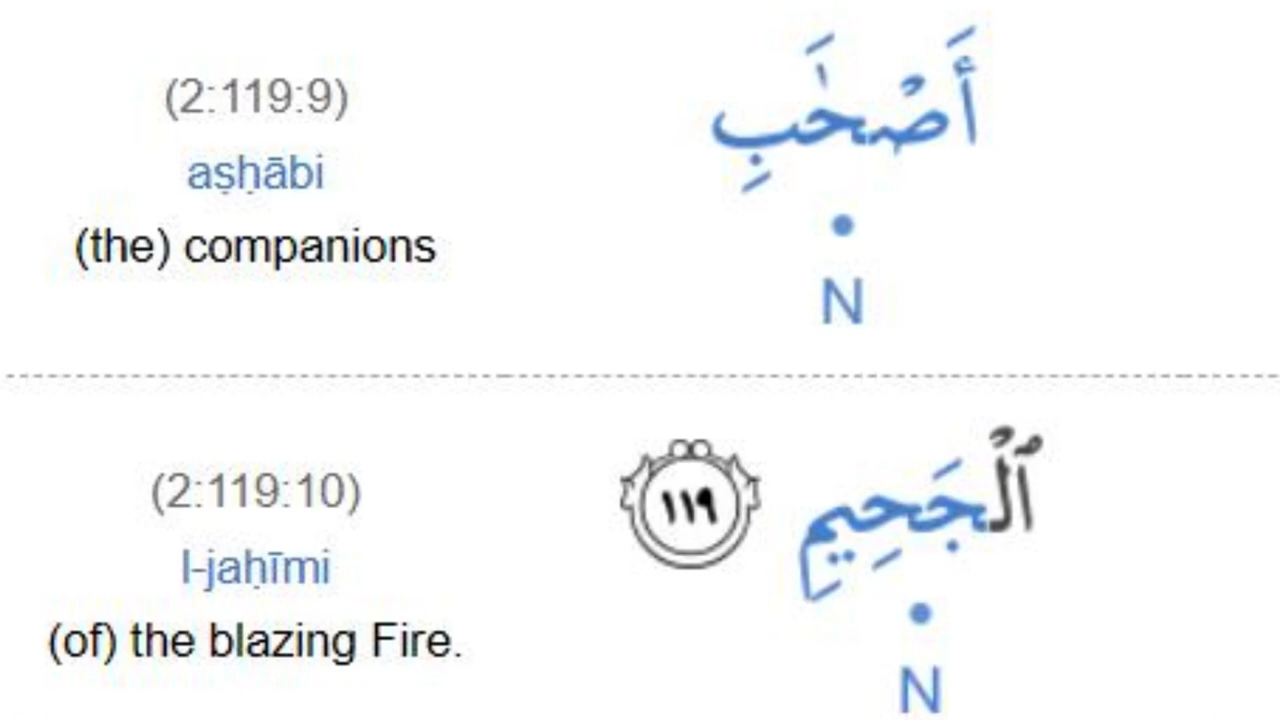 (2:119:9)
aṣḥābi
(the) companions
أَصْحَٰبِ
N
(2:119:10)
l-jaḥīmi
(of) the blazing Fire.
ٱلْجَحِيمِ ١١٩
N